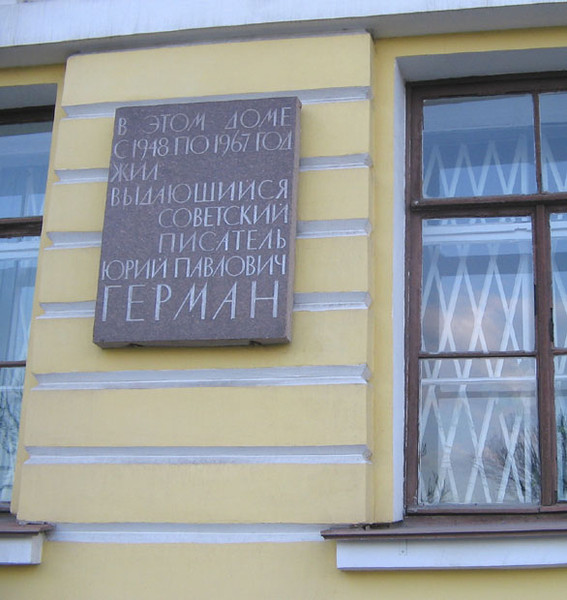 В ЭТОМ ДОМЕ
С 1948 ПО 1967 ГОД
ЖИЛ
ВЫДАЮЩИЙСЯ
СОВЕТСКИЙ
ПИСАТЕЛЬ
ЮРИЙ ПАВЛОВИЧ
ГЕРМАН